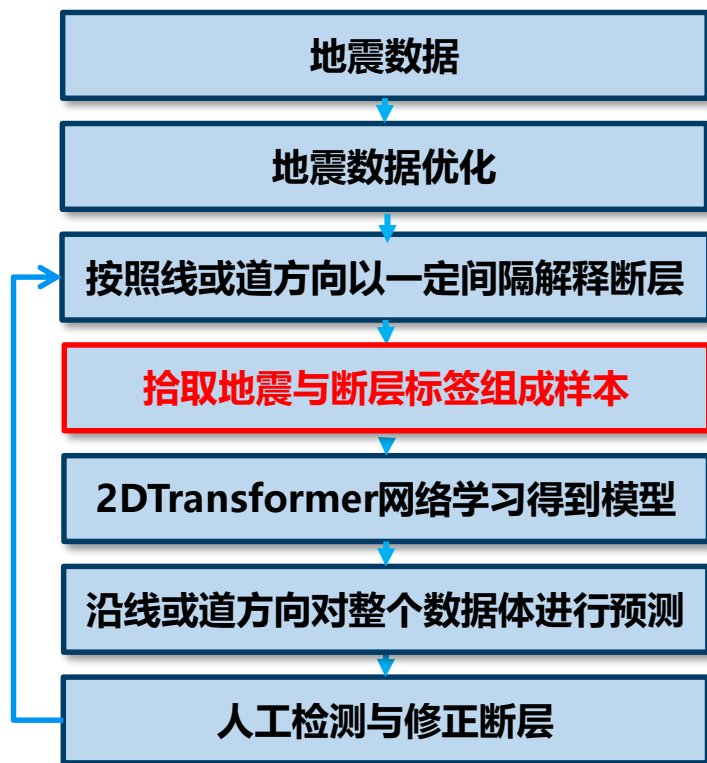 地震数据
地震数据优化
按照线或道方向以一定间隔解释断层
拾取地震与断层标签组成样本
2DTransformer网络学习得到模型
沿线或道方向对整个数据体进行预测
人工检测与修正断层